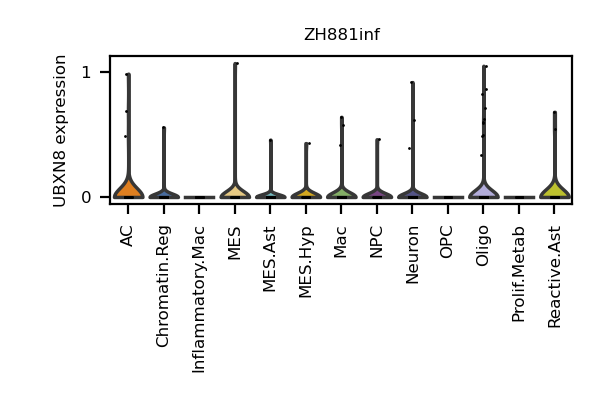 ZH881inf
UBXN8 expression
1
0
AC
Chromatin.Reg
Inflammatory.Mac
MES
MES.Ast
MES.Hyp
Mac
NPC
Neuron
OPC
Oligo
Prolif.Metab
Reactive.Ast